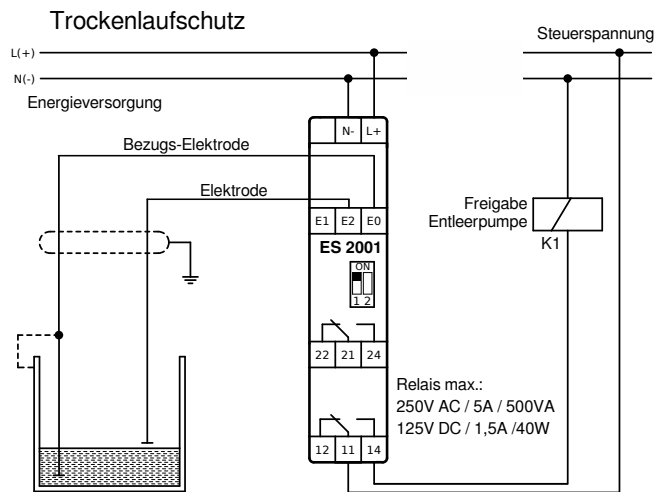 Trockenlaufschutz
Steuerspannung
L(+)
N(-)
Energieversorgung
N- L+
Bezugs-Elektrode
Elektrode
E1 E2 E0
ES 2001
ON
1 2
Freigabe
Entleerpumpe
K1
22 21 24
Relais max.:
250V AC / 5A / 500VA
125V DC / 1,5A /40W
12 11 14